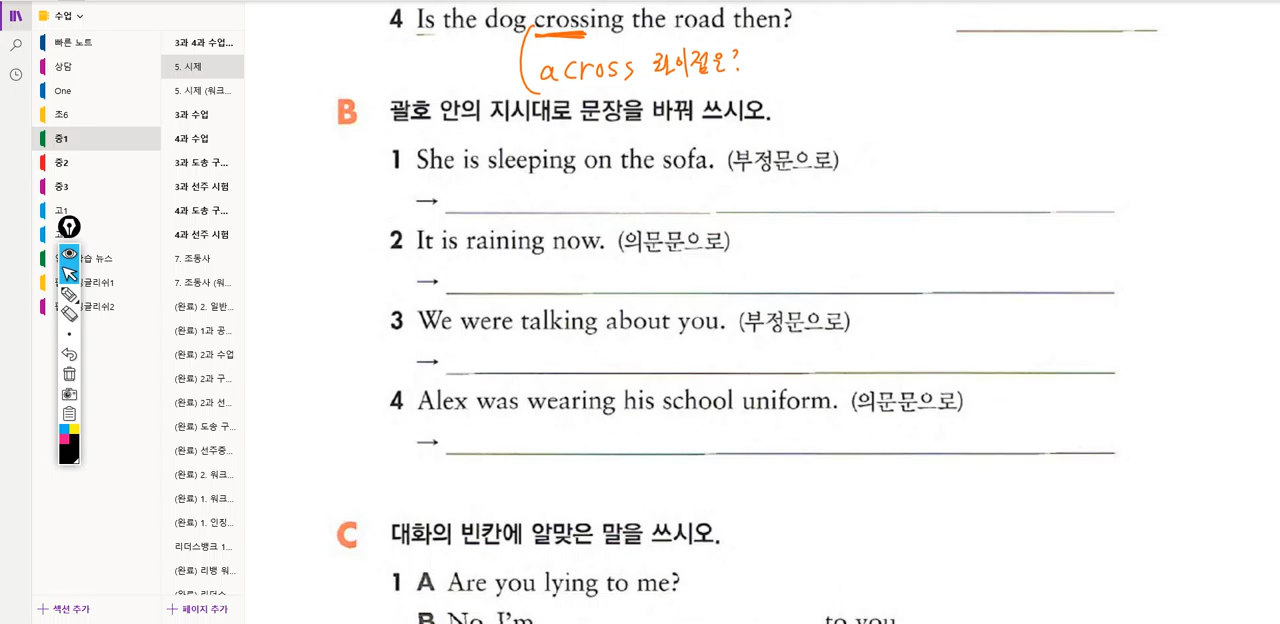 수업
빠른 노트
상담
One
초6
중1
중2
중3
고1
습 뉴스
글리쉬1
글리쉬2
섹션 추가
3과 4과 수업...
5. 시제
5. 시제 (워크...
3과 수업
4과 수업
3과 도송 구...
3과 선주 시험
4과 도송 구...
4과 선주 시험
7. 조동사
7. 조동사 (워...
(완료) 2. 일반...
(완료) 1과 공...
(완료) 2과 수업
(완료) 2과 구...
(완료) 2과 선...
(완료) 도송 구...
(완료) 선주중...
(완료) 2. 워크...
(완료) 1. 워크...
(완료) 1. 인칭...
리더스뱅크 1...
(완료) 리뱅 워...
(완료) 리더스
페이지 추가
4 Is the dog crossing the road then?
across 차이점은?
B 괄호 안의 지시대로 문장을 바꿔 쓰시오.
1 She is sleeping on the sofa. (부정문으로)
→
2 It is raining now. (의문문으로)
→
3 We were talking about you. (부정문으로)
→
4 Alex was wearing his school uniform. (의문문으로)
→
C 대화의 빈칸에 알맞은 말을 쓰시오.
1 A Are you lying to me?
B No, I'm to you